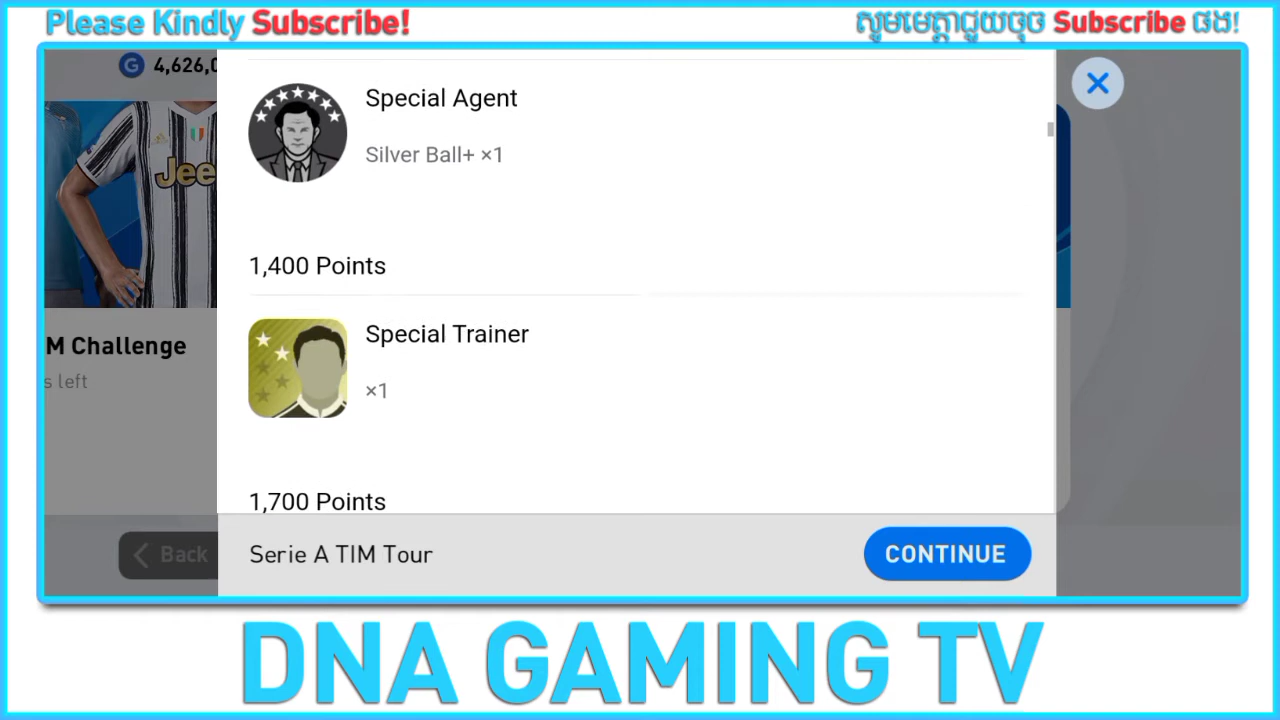 Please Kindly Subscribe!
សូមមេត្តាជួយចុច Subscribe ផង!
4,626,0
Jee
Special Agent
Silver Ball+ ×1
1,400 Points
Special Trainer
×1
M Challenge
s left
1,700 Points
Back
Serie A TIM Tour
CONTINUE
DNA GAMING TV